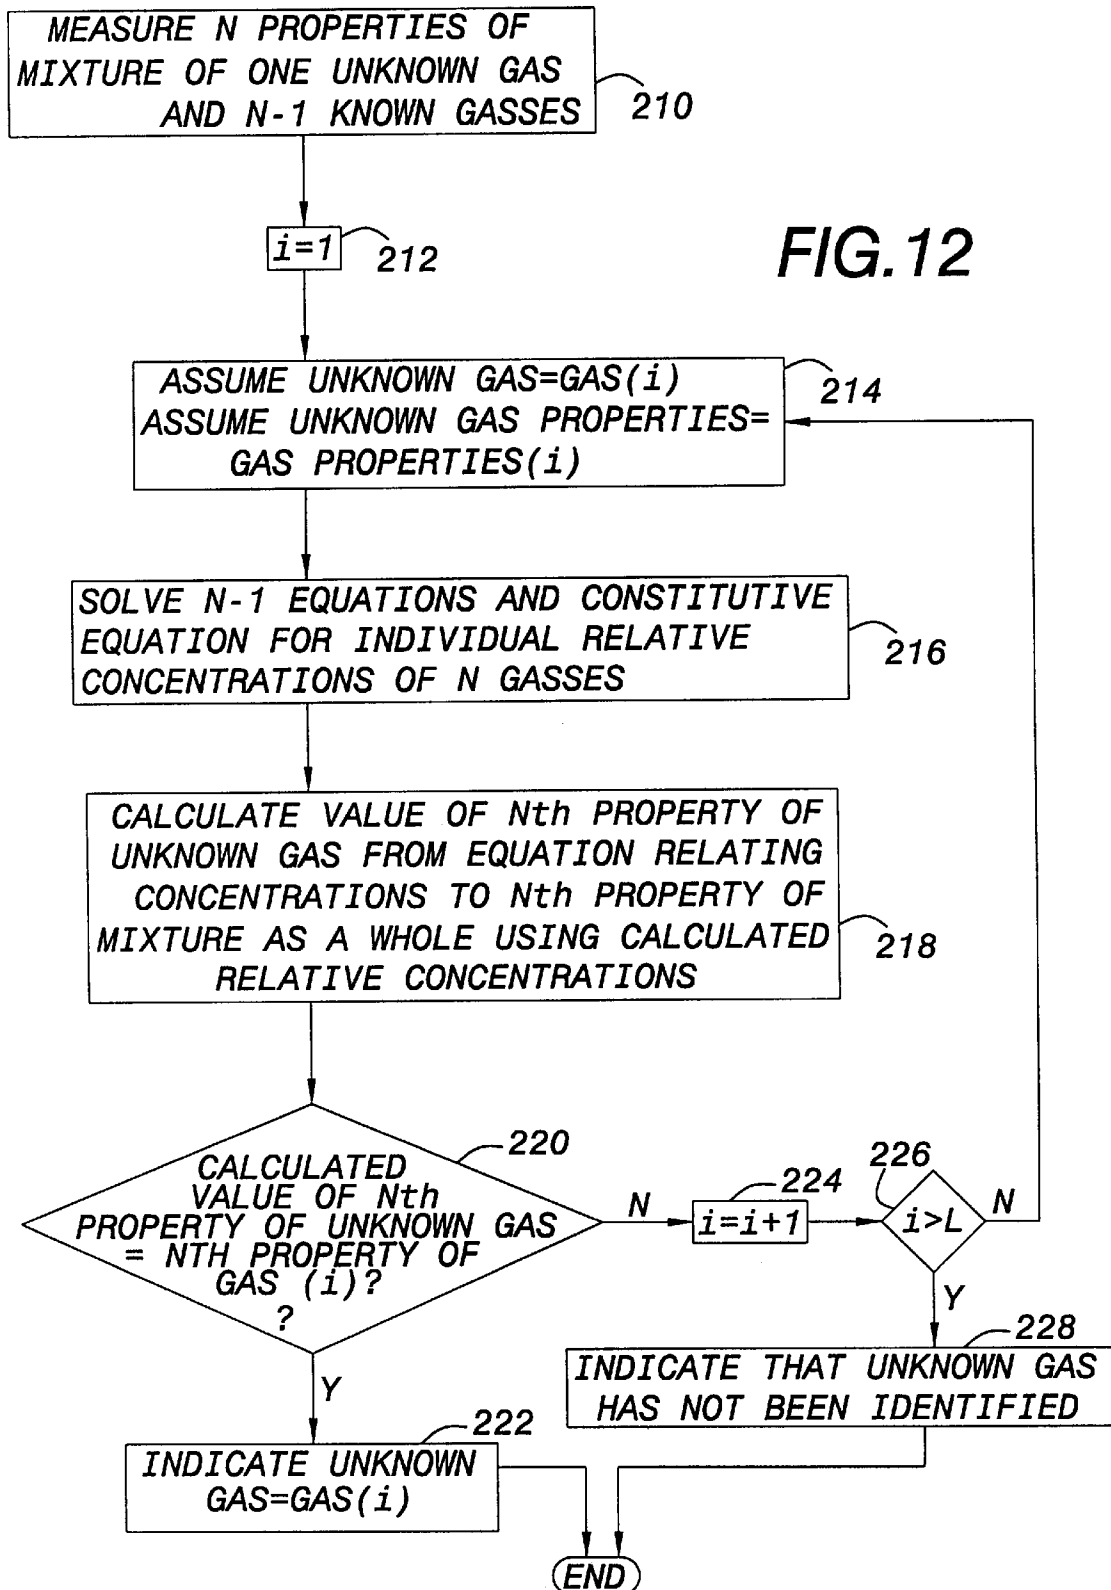 MEASURE N PROPERTIES OF
MIXTURE OF ONE UNKNOWN GAS
AND N-1 KNOWN GASSES
210
i=1
212
FIG.12
ASSUME UNKNOWN GAS=GAS(i)
ASSUME UNKNOWN GAS PROPERTIES=
GAS PROPERTIES(i)
214
SOLVE N-1 EQUATIONS AND CONSTITUTIVE
EQUATION FOR INDIVIDUAL RELATIVE
CONCENTRATIONS OF N GASSES
216
CALCULATE VALUE OF Nth PROPERTY OF
UNKNOWN GAS FROM EQUATION RELATING
CONCENTRATIONS TO Nth PROPERTY OF
MIXTURE AS A WHOLE USING CALCULATED
RELATIVE CONCENTRATIONS
218
220
CALCULATED
VALUE OF Nth
PROPERTY OF UNKNOWN GAS
= NTH PROPERTY OF
GAS (i)?
?
N
224
i=i+1
226
i>L
N
Y
Y
228
INDICATE THAT UNKNOWN GAS
HAS NOT BEEN IDENTIFIED
222
INDICATE UNKNOWN
GAS=GAS(i)
END